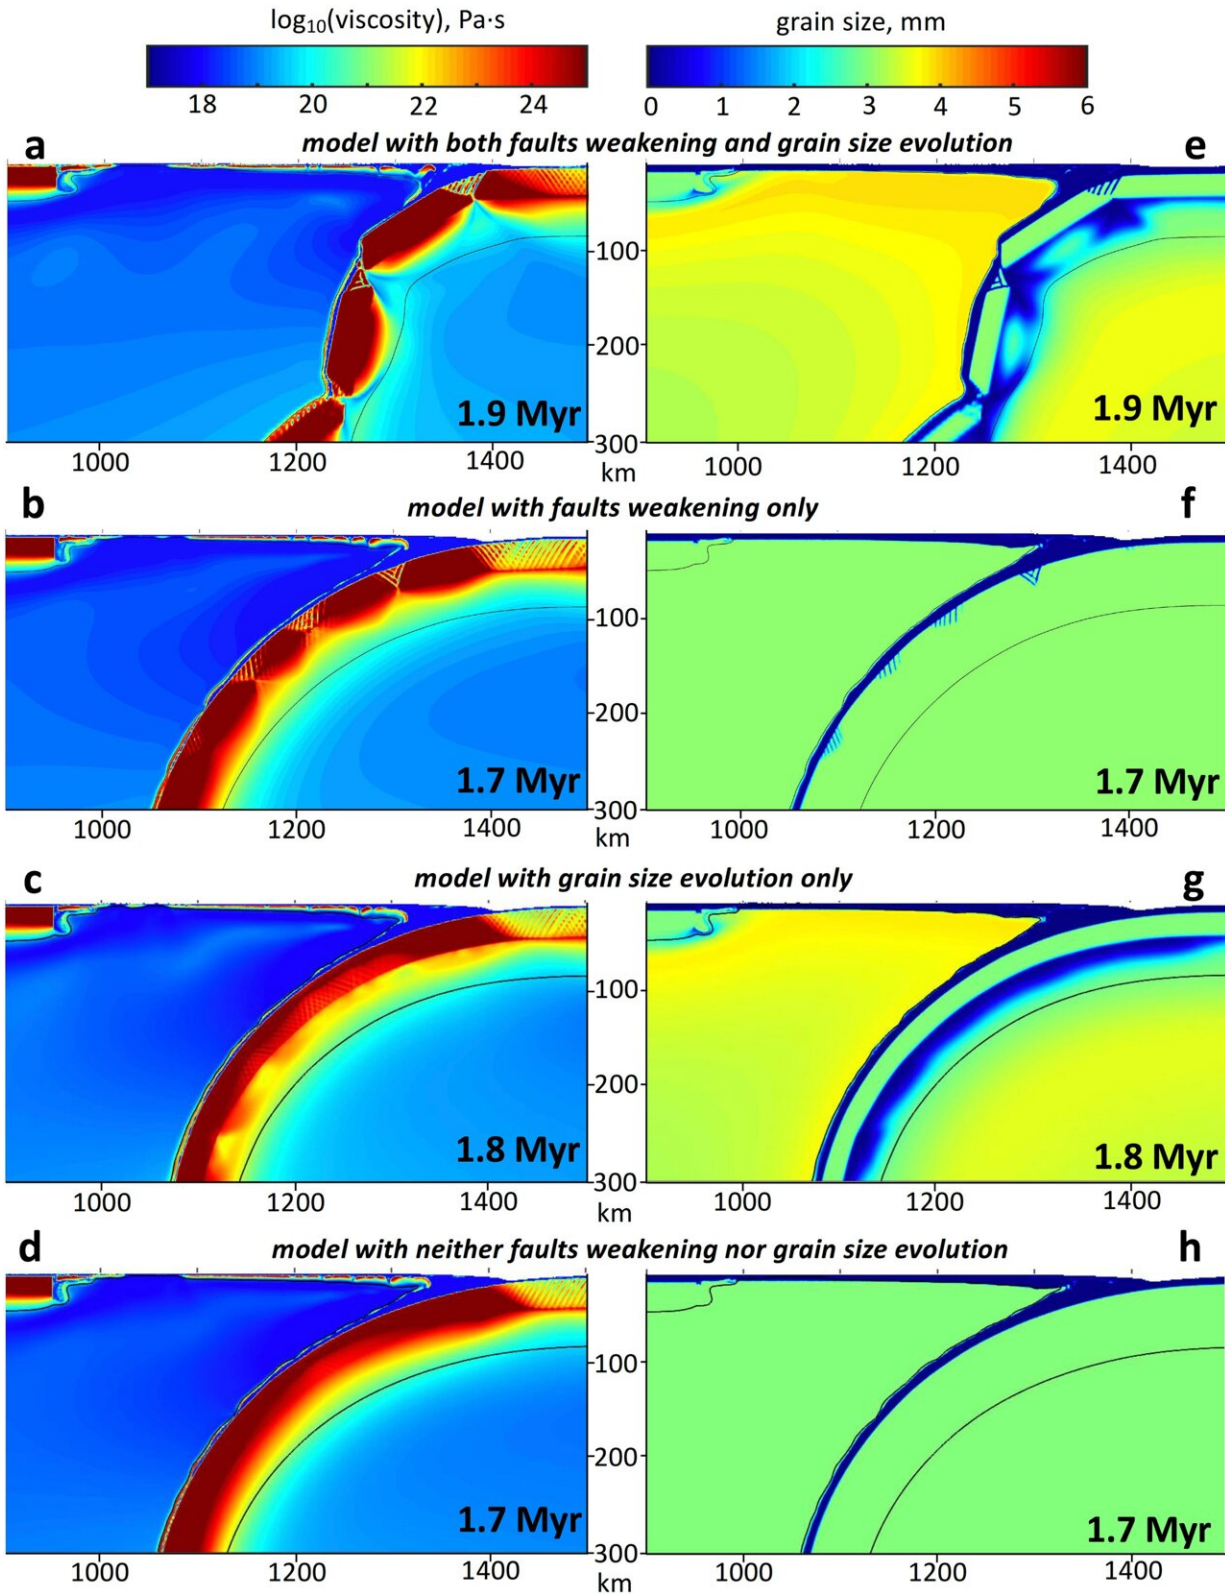 log₁₀(viscosity), Pa·s
grain size, mm
18 20 22 24
0 1 2 3 4 5 6
a model with both faults weakening and grain size evolution e
100
200
1.9 Myr 1.9 Myr
300
1000 1200 1400 km 1000 1200 1400
b model with faults weakening only f
100
200
1.7 Myr 1.7 Myr
300
1000 1200 1400 km 1000 1200 1400
c model with grain size evolution only g
100
200
1.8 Myr 1.8 Myr
300
1000 1200 1400 km 1000 1200 1400
d model with neither faults weakening nor grain size evolution h
100
200
1.7 Myr 1.7 Myr
300
1000 1200 1400 km 1000 1200 1400